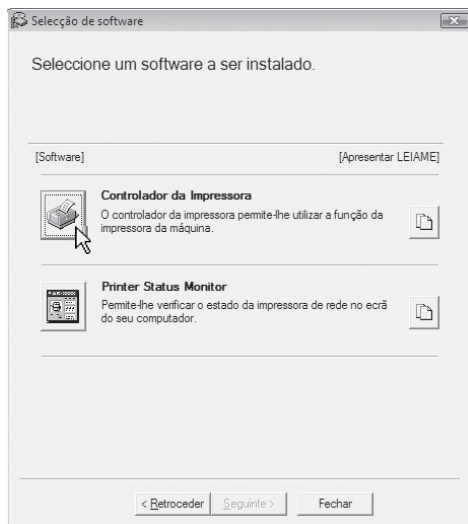 Selecção de software
Seleccione um software a ser instalado.
[Software] [Apresentar LEIAME]
Controlador da Impressora
O controlador da impressora permite-lhe utilizar a função da
impressora da máquina.
Printer Status Monitor
Permite-lhe verificar o estado da impressora de rede no ecrã
do seu computador.
< Retroceder Seguinte > Fechar